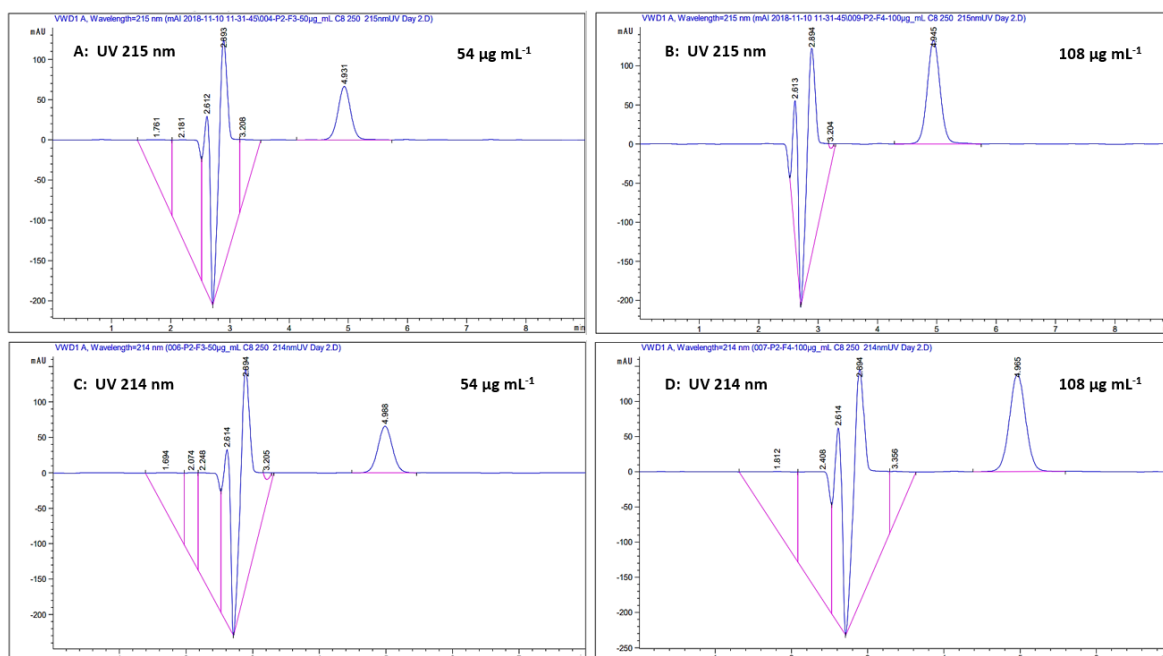 VWD1 A, Wavelength=215 nm (mAl 2018-11-10 11-31-45\004-P2-F3-50µg_mL C8 250 215nmUV Day 2.D)
mAU
A: UV 215 nm
54 µg mL-1
100
50
0
-50
-100
-150
-200
1.761
2.181
2.612
2.893
3.208
4.931
1 2 3 4 5 6 7 8 min
VWD1 A, Wavelength=215 nm (mAl 2018-11-10 11-31-45\009-P2-F4-100µg_mL C8 250 215nmUV Day 2.D)
mAU
B: UV 215 nm
108 µg mL-1
100
50
0
-50
-100
-150
-200
2.613
2.894
3.204
4.945
1 2 3 4 5 6 7 8
VWD1 A, Wavelength=214 nm (006-P2-F3-50µg_mL C8 250 214nmUV Day 2.D)
mAU
C: UV 214 nm
54 µg mL-1
100
50
0
-50
-100
-150
-200
1.694
2.074
2.248
2.614
2.894
3.205
4.988
VWD1 A, Wavelength=214 nm (007-P2-F4-100µg_mL C8 250 214nmUV Day 2.D)
mAU
D: UV 214 nm
108 µg mL-1
100
50
0
-50
-100
-150
-200
-250
1.812
2.408
2.614
2.894
3.356
4.965